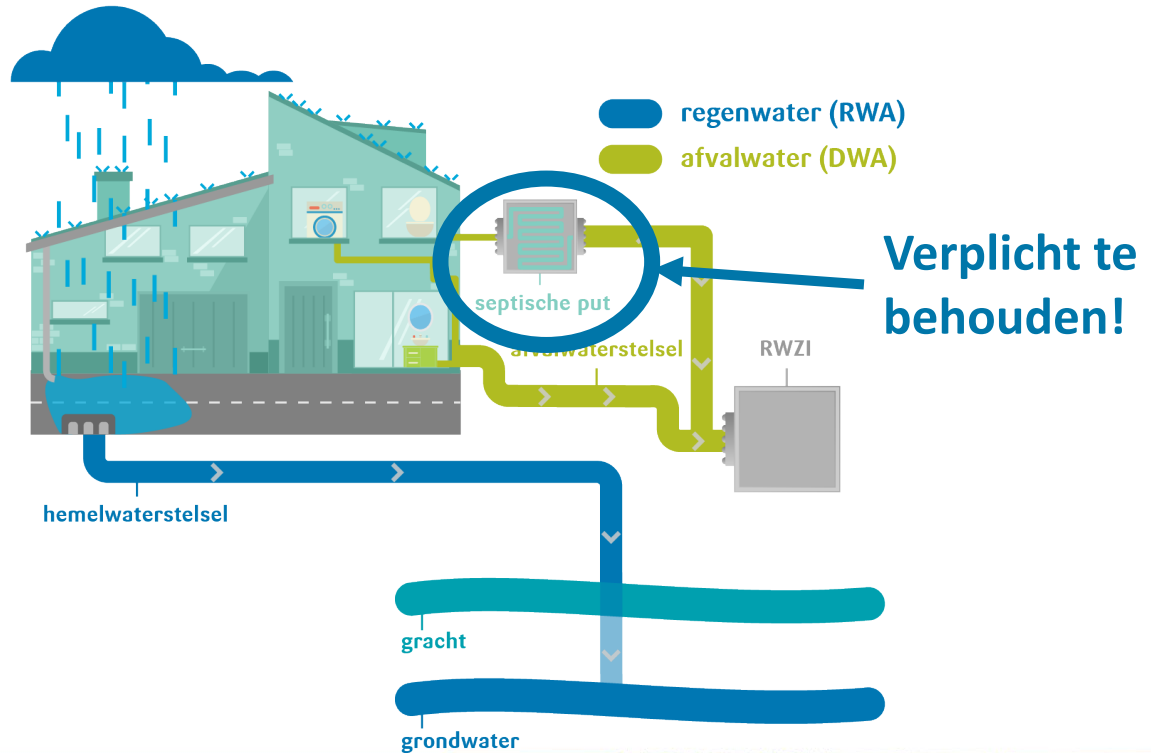 regenwater (RWA)
afvalwater (DWA)
Verplicht te
behouden!
septische put
afvalwaterstelsel
RWZI
hemelwaterstelsel
gracht
grondwater